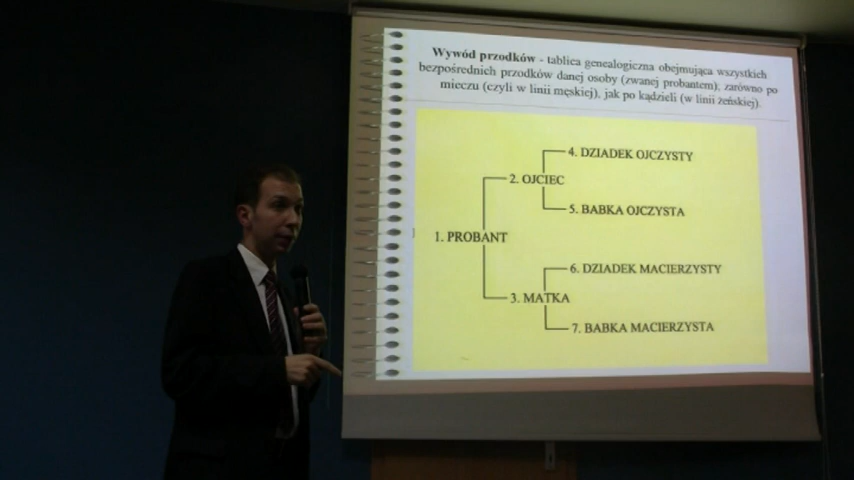 Wywód przodków - tablica genealogiczna obejmująca wszystkich
bezpośrednich przodków danej osoby (zwanej probantem), zarówno po
mieczu (czyli w linii męskiej), jak po kądzieli (w linii żeńskiej).
4. DZIADEK OJCZYSTY
2. OJCIEC
5. BABKA OJCZYSTA
1. PROBANT
6. DZIADEK MACIERZYSTY
3. MATKA
7. BABKA MACIERZYSTA